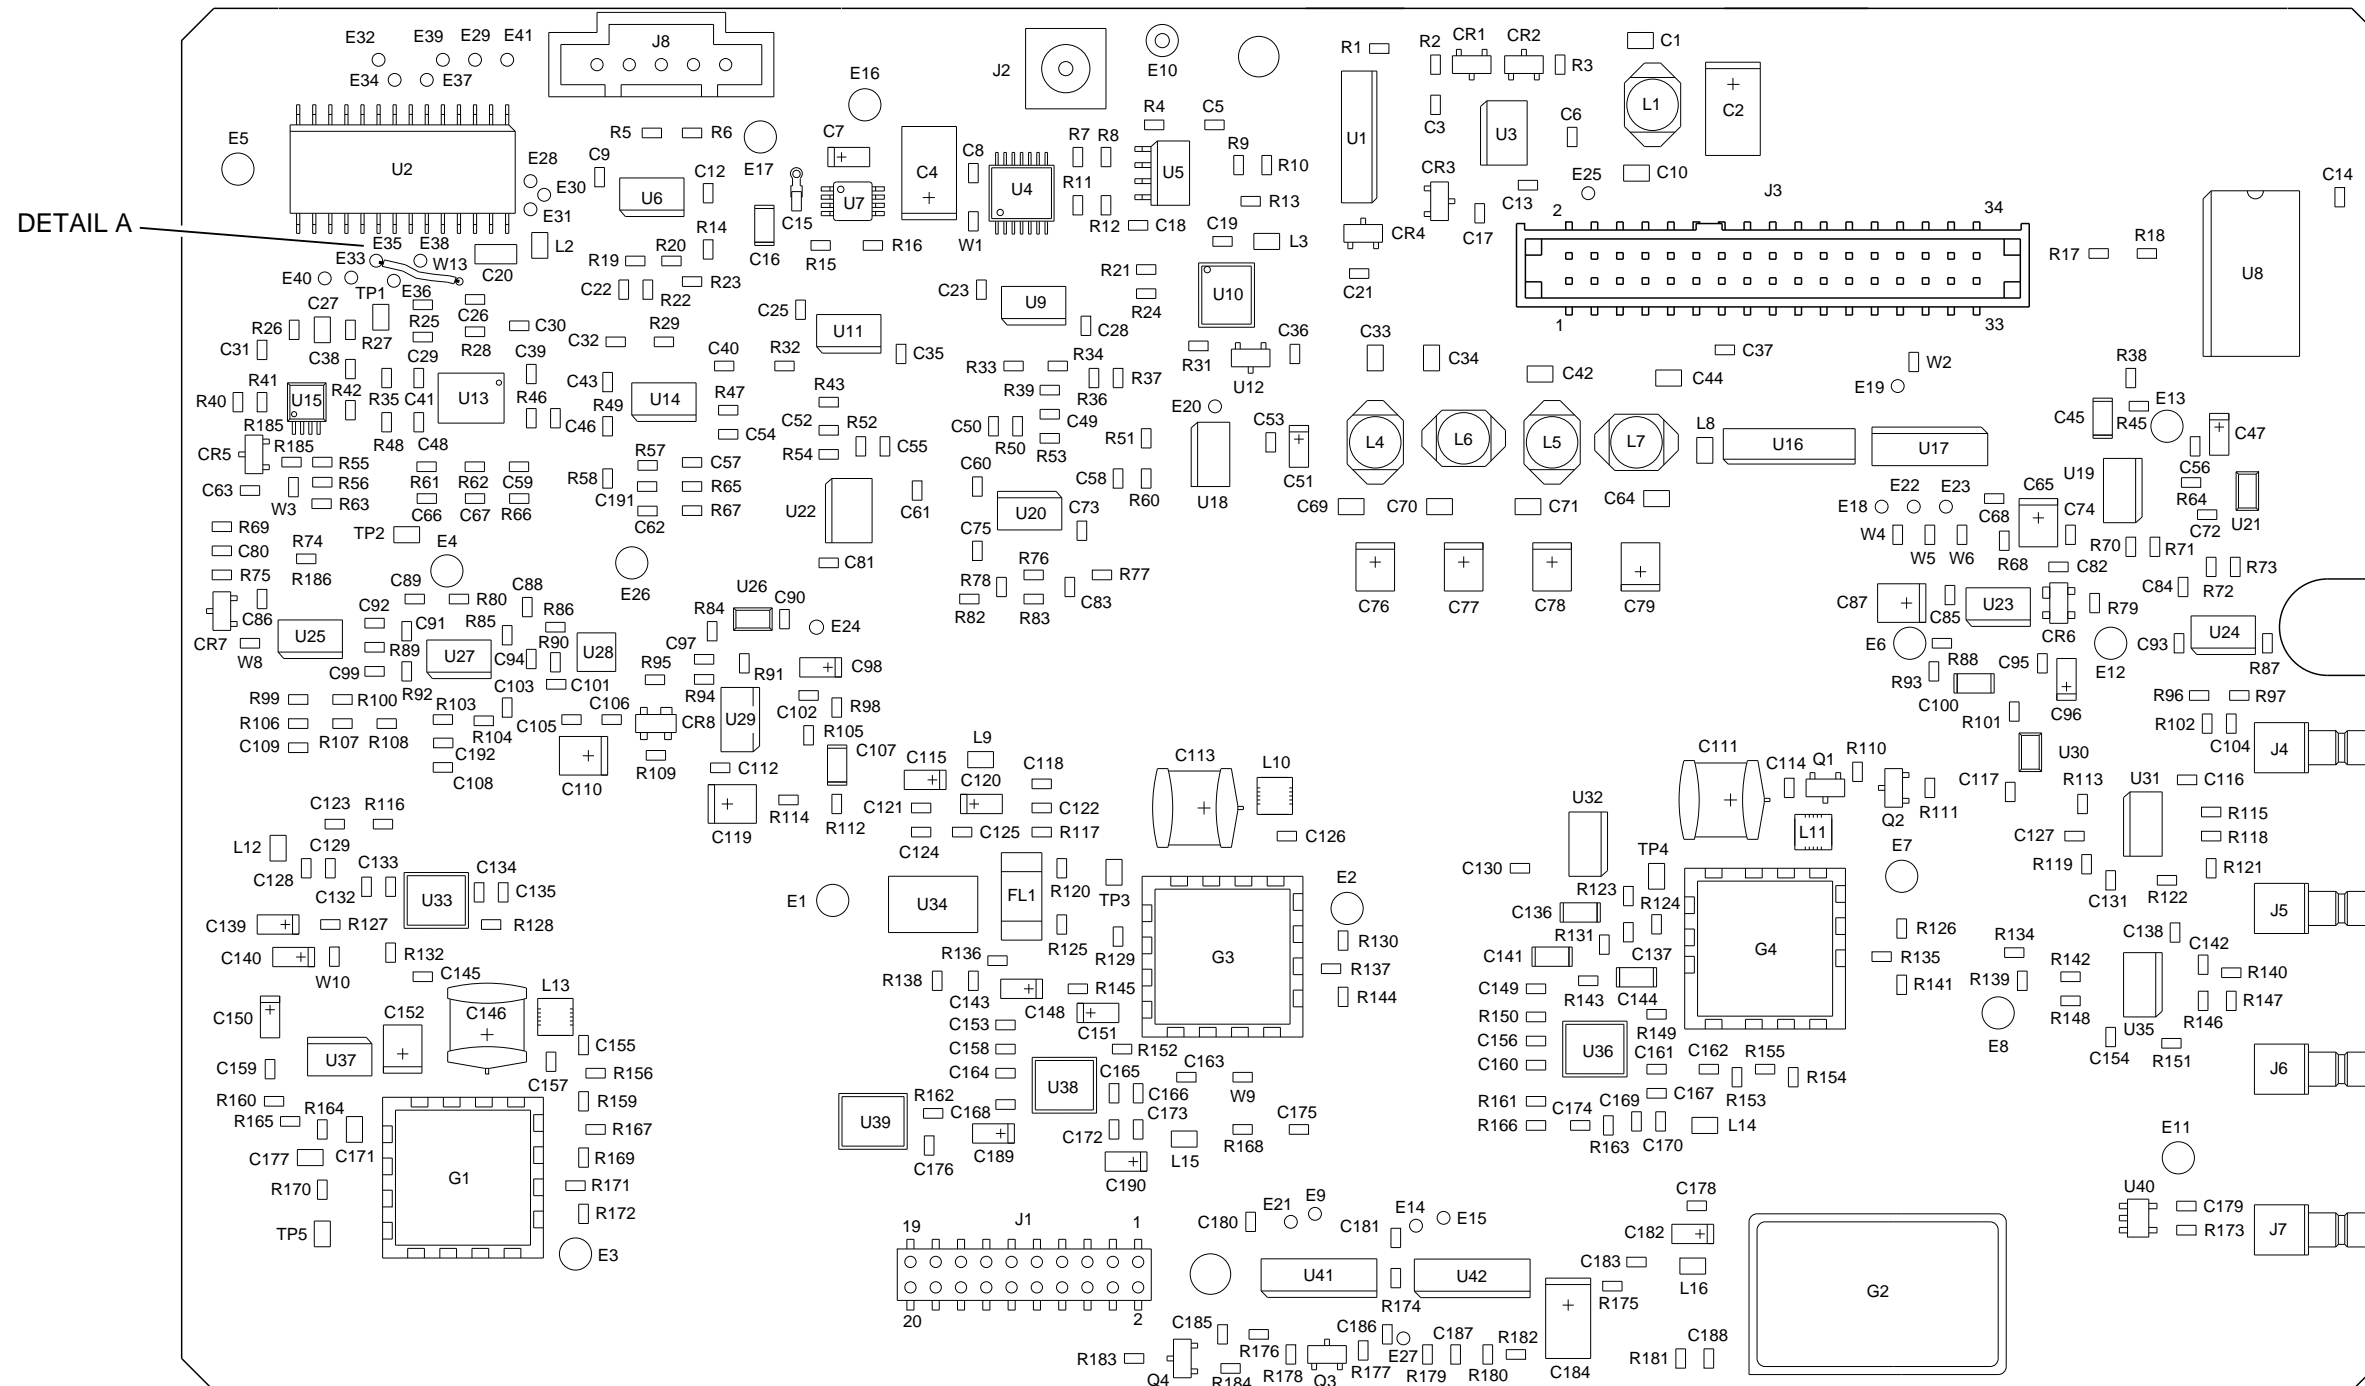 E32 E39 E29 E41 J8 E16 J2 E10 R1 R2 CR1 CR2 R3 C1
E34 E37
L1 C2
E5 U2 R5 R6 E17 C7 C4 C8 R4 C5 R7 R8 R9 R10 U1 C3 U3 C6
E28 C9 C12 U5 CR3 E25 C10 J3 C14
E30 U6 C15 U7 U4 R11 R13 C13 2 34
DETAIL A E31 R14 R12 C18 C19 L3 CR4 C17
E35 E38 L2 R20 C16 R15 R16 W1 R17 R18
E33 W13 C20 R19 R21 C21 U8
E40 E36 C22 R22 R23 C23 U9 U10
TP1 C27 C26 C25 R24
R26 R25 C30 R29 U11 C28 C36 C33 1 33
C31 R27 R28 C32 C35 R31 C34 C37 W2
C38 C29 C39 C40 R32 R33 R34 U12 C42 C44 R38
R40 R41 U15 R42 R35 C41 U13 R46 C43 U14 R47 R43 R39 R36 R37 E20 E19 E13
R185 R48 C48 C46 R49 C54 C52 R52 C50 C49 C53 C45 R45 C47
CR5 R185 R57 R54 C55 R50 R53 R51 L4 L6 L5 L7 L8 U16 U17
R55 R61 R62 C59 C57 C60 C58 R60 C51 U19 C56
C63 R56 R58 C191 R65 U18 C69 C70 C71 C64 E22 E23 C65 R64
W3 R63 C66 C67 R66 C62 R67 U22 C61 U20 C73 E18 C68 C74 C72 U21
R69 TP2 C75 W4 W5 W6 R68 R70 R71
C80 R74 E4 C81 R76 C82 R73
R75 R186 E26 U26 R78 R77 C76 C77 C78 C79 C87 C84 R72
C89 C88 C90 R82 R83 C83 C85 U23 R79
C86 C92 R80 R86 R84 E24 E6 CR6 E12 C93 U24
CR7 U25 C91 R85 R90 U28 C97 R88 C95 R87
W8 R89 U27 C94 R95 R91 C98 R93
C99 R92 C103 C101 R94 C100 R96 R97
R99 R100 R103 C106 U29 C102 R98 R101 C96 R102
R106 R107 R108 R104 C105 CR8 R105 C107 L9 C113 C111 U30 C104 J4
C109 C192 R109 C112 C115 C118 L10 C114 Q1 R110 C117 R113 U31 C116
C108 C110 C120 C122 U32 R115
C123 R116 C119 R114 R112 C121 C125 R117 C126 L11 Q2 R111 C127 R118
L12 C129 C133 C134 C124 C130 TP4 E7 R119 R121
C128 C132 U33 C135 E1 U34 FL1 R120 TP3 E2 R123 C131 R122 J5
C139 R127 R128 R125 G3 C136 R124 G4 R126
C140 W10 R132 R136 R129 R130 R131 C137 R135 R134 C138 C142
C145 L13 R138 C143 R145 R137 C141 R143 C144 R141 R139 R142 R140
C150 C152 C146 C148 C151 R144 C149 R148 R146 R147
C153 R150 R149 E8 U35
U37 C155 C158 R152 C163 C156 U36 C161 C162 R155 C154 R151
C159 C157 R156 C164 U38 C165 W9 C160 R154 J6
R160 R164 R159 R162 C166 R161 C174 C169 C167 R153
R165 U39 C168 C172 C173 C175 R166 R163 C170 L14 E11
C177 C171 R167 C176 C189 L15 R168
R170 G1 R169 C190 C178 U40
R171 E21 E9 E14 E15 C179
TP5 R172 19 J1 1 C180 C181 C182 R173 J7
E3 U41 U42 C183 L16 G2
R174 R175
20 2 C185 C186 C187 R182
R183 R176 R177 E27 R181 C188
Q4 R184 R178 Q3 R179 R180 C184